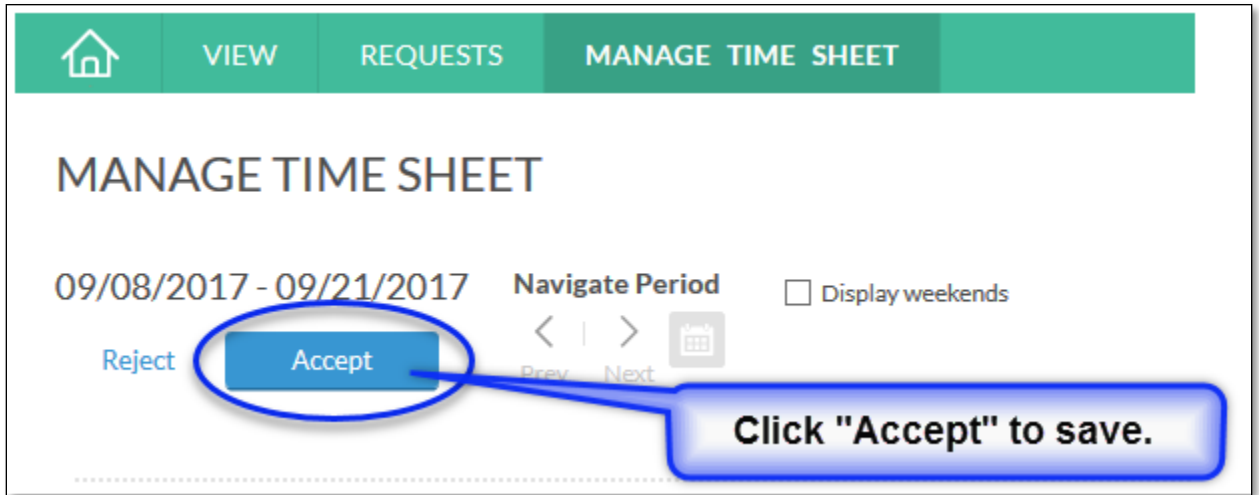 VIEW REQUESTS MANAGE TIME SHEET
MANAGE TIME SHEET
09/08/2017 - 09/21/2017 Navigate Period Display weekends
Reject Accept
Prev Next
Click "Accept" to save.